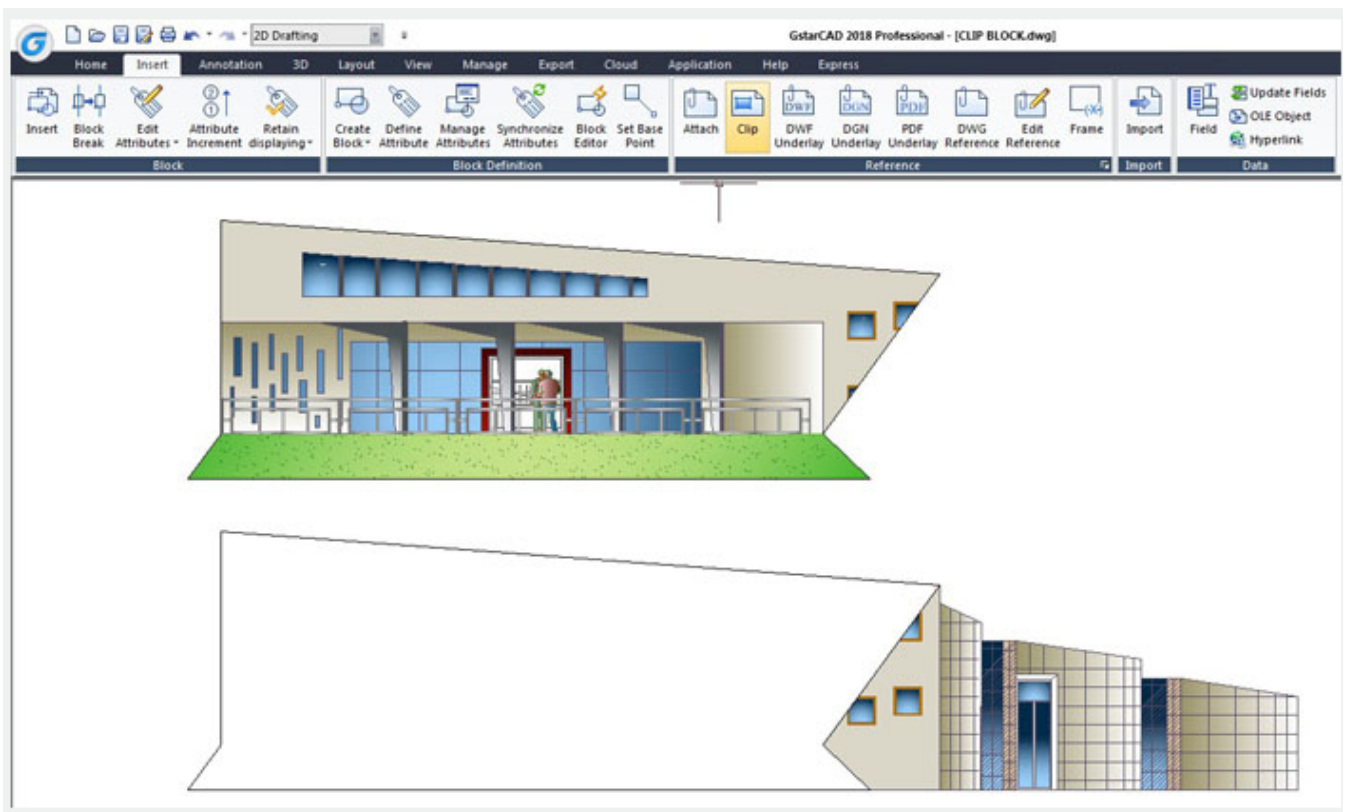 2D Drafting
GstarCAD 2018 Professional - [CLIP BLOCK.dwg]
Home Insert Annotation 3D Layout View Manage Export Cloud Application Help Express
Insert
Block Break
Edit Attributes
Attribute Increment
Retain displaying
Block
Create Block
Define Attribute
Manage Attributes
Synchronize Attributes
Block Editor
Set Base Point
Block Definition
Attach
Clip
DWF
DWF Underlay
DGN
DGN Underlay
PDF
PDF Underlay
DWG Reference
Edit Reference
Frame
Reference
Import
Import
Field
Update Fields
OLE Object
Hyperlink
Data